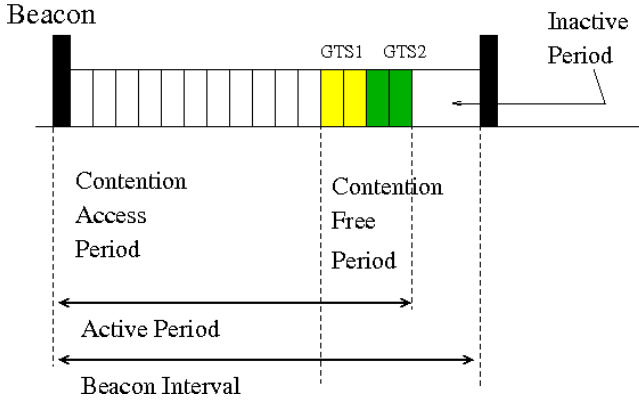 Beacon
GTS1
GTS2
Inactive
Period
Contention
Access
Period
Contention
Free
Period
Active Period
Beacon Interval